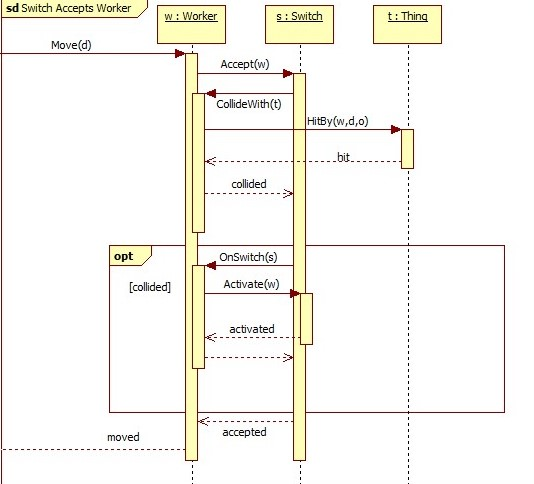 sd Switch Accepts Worker
w : Worker
s : Switch
t : Thing
Move(d)
Accept(w)
CollideWith(t)
HitBy(w,d,o)
hit
collided
opt
OnSwitch(s)
[collided]
Activate(w)
activated
accepted
moved